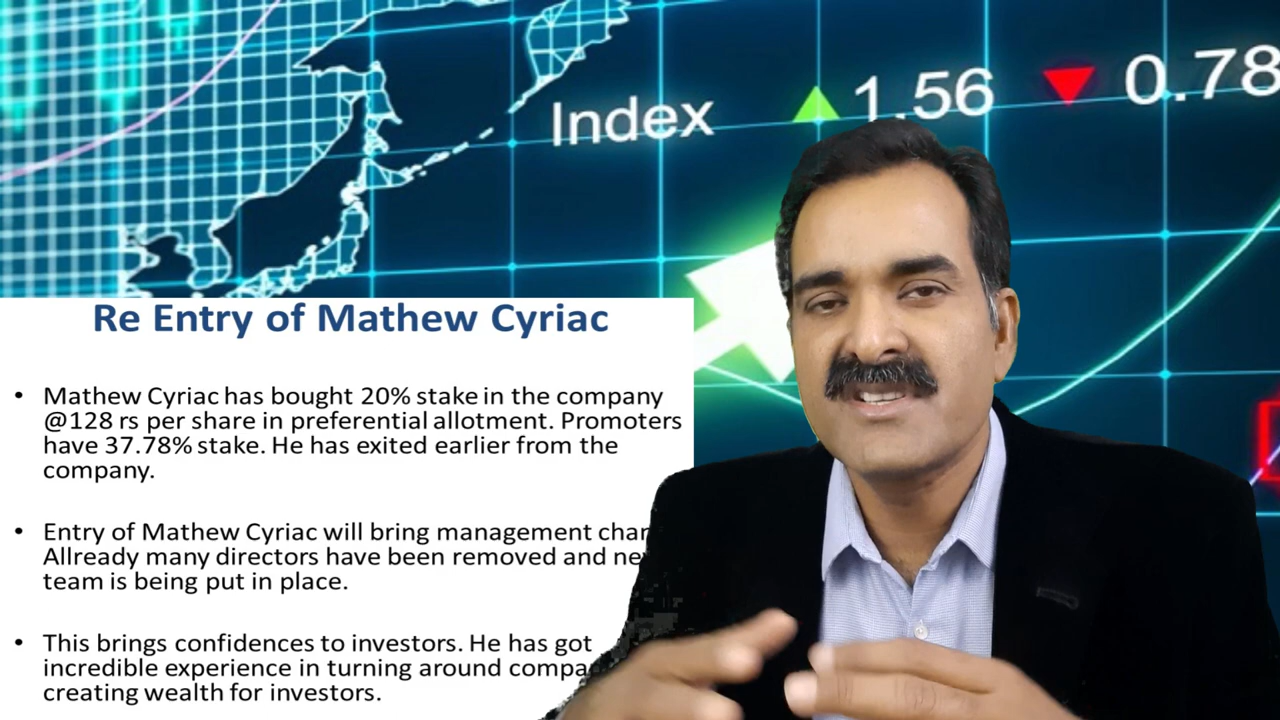 Index 1.56 0.78
Re Entry of Mathew Cyriac
• Mathew Cyriac has bought 20% stake in the company
@128 rs per share in preferential allotment. Promoters
have 37.78% stake. He has exited earlier from the
company.
• Entry of Mathew Cyriac will bring management
Allready many directors have been removed and
team is being put in place.
• This brings confidences to investors. He has got
incredible experience in turning around
creating wealth for investors.